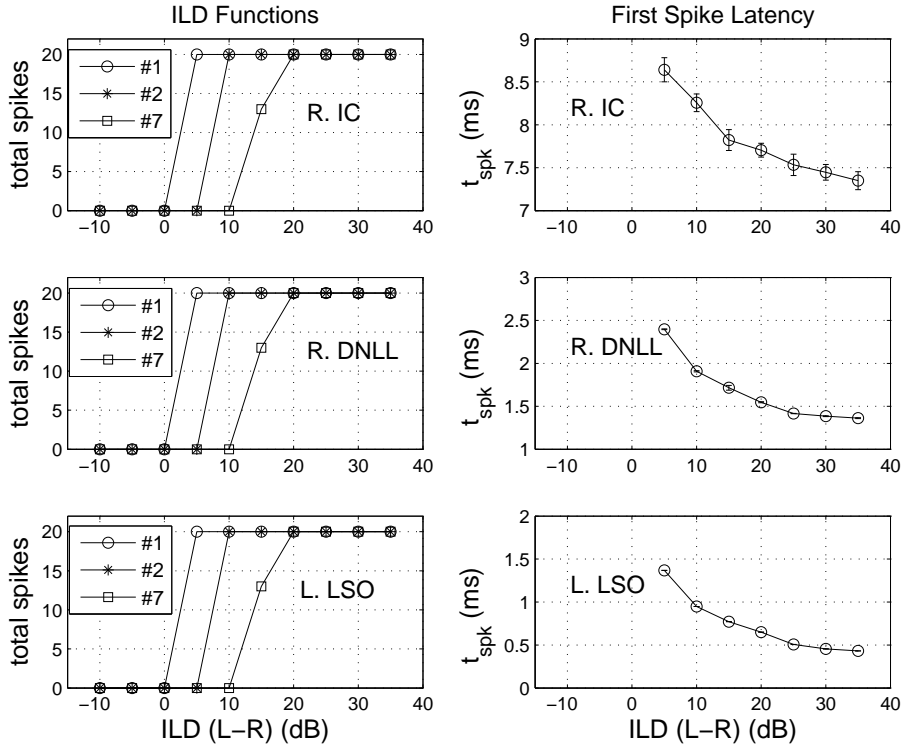 ILD Functions
First Spike Latency
total spikes
20
15
10
5
0
#1
#2
#7
R. IC
−10 0 10 20 30 40
t_spk (ms)
9
8.5
8
7.5
7
R. IC
−10 0 10 20 30 40
total spikes
20
15
10
5
0
#1
#2
#7
R. DNLL
−10 0 10 20 30 40
t_spk (ms)
3
2.5
2
1.5
1
R. DNLL
−10 0 10 20 30 40
total spikes
20
15
10
5
0
#1
#2
#7
L. LSO
−10 0 10 20 30 40
ILD (L−R) (dB)
t_spk (ms)
2
1.5
1
0.5
0
L. LSO
−10 0 10 20 30 40
ILD (L−R) (dB)